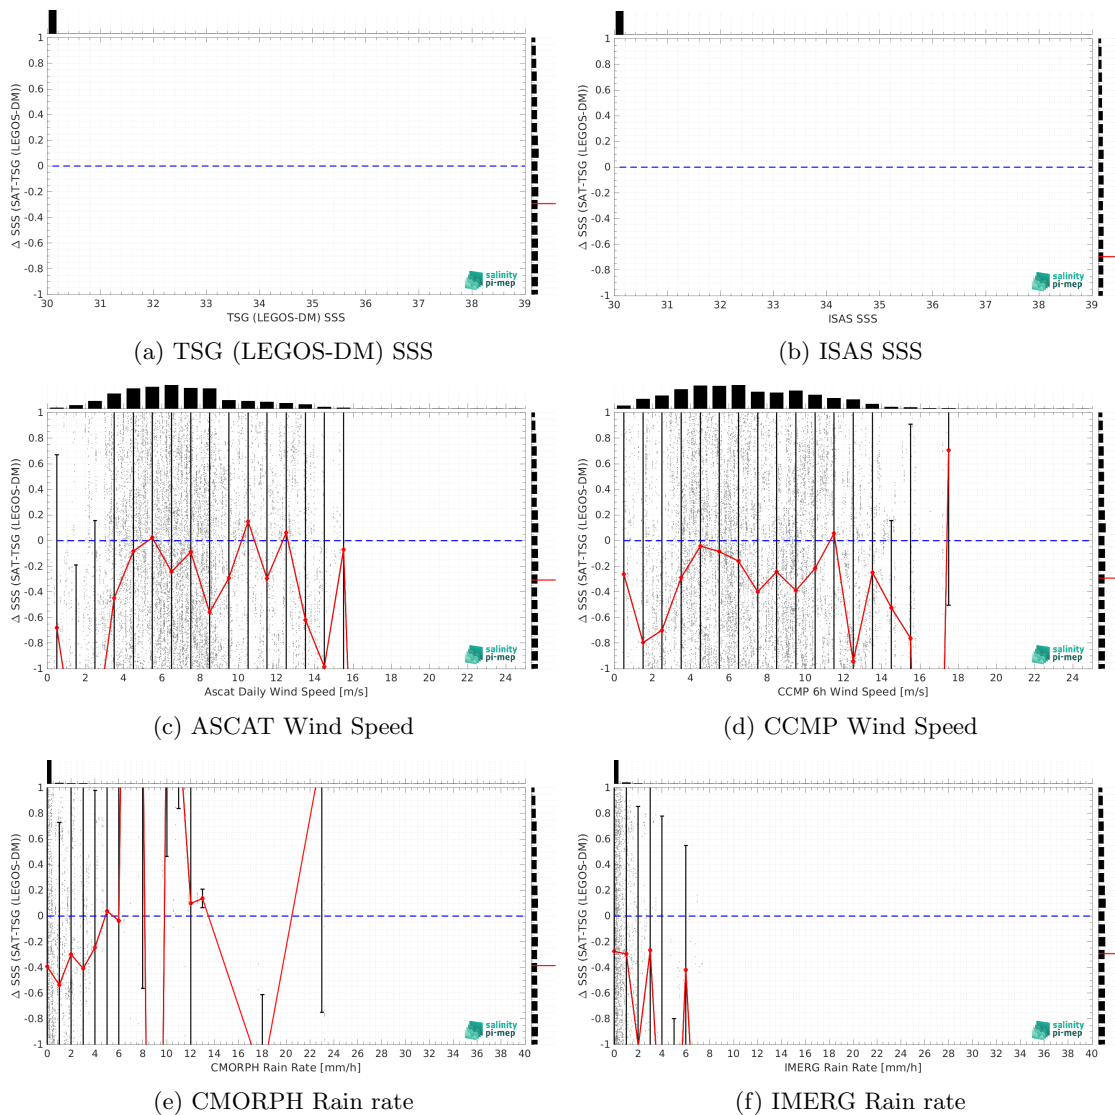 1
0.8
0.6
0.4
0.2
0
-0.2
-0.4
-0.6
-0.8
-1
Δ SSS (SAT-TSG (LEGOS-DM))
salinity
pi-mep
30 31 32 33 34 35 36 37 38 39
TSG (LEGOS-DM) SSS
(a) TSG (LEGOS-DM) SSS
1
0.8
0.6
0.4
0.2
0
-0.2
-0.4
-0.6
-0.8
-1
Δ SSS (SAT-TSG (LEGOS-DM))
salinity
pi-mep
30 31 32 33 34 35 36 37 38 39
ISAS SSS
(b) ISAS SSS
1
0.8
0.6
0.4
0.2
0
-0.2
-0.4
-0.6
-0.8
-1
Δ SSS (SAT-TSG (LEGOS-DM))
salinity
pi-mep
0 2 4 6 8 10 12 14 16 18 20 22 24
Ascat Daily Wind Speed [m/s]
(c) ASCAT Wind Speed
1
0.8
0.6
0.4
0.2
0
-0.2
-0.4
-0.6
-0.8
-1
Δ SSS (SAT-TSG (LEGOS-DM))
salinity
pi-mep
0 2 4 6 8 10 12 14 16 18 20 22 24
CCMP 6h Wind Speed [m/s]
(d) CCMP Wind Speed
1
0.8
0.6
0.4
0.2
0
-0.2
-0.4
-0.6
-0.8
-1
Δ SSS (SAT-TSG (LEGOS-DM))
salinity
pi-mep
0 2 4 6 8 10 12 14 16 18 20 22 24 26 28 30 32 34 36 38 40
CMORPH Rain Rate [mm/h]
(e) CMORPH Rain rate
1
0.8
0.6
0.4
0.2
0
-0.2
-0.4
-0.6
-0.8
-1
Δ SSS (SAT-TSG (LEGOS-DM))
salinity
pi-mep
0 2 4 6 8 10 12 14 16 18 20 22 24 26 28 30 32 34 36 38 40
IMERG Rain Rate [mm/h]
(f) IMERG Rain rate